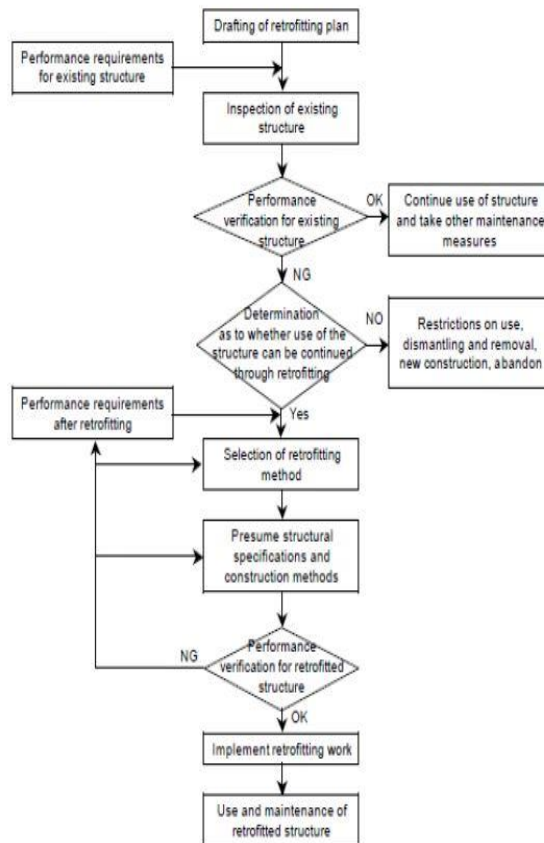 Drafting of retrofitting plan
Performance requirements
for existing structure
Inspection of existing
structure
Performance
verification for existing
structure
OK
Continue use of structure
and take other maintenance
measures
NG
Determination
as to whether use of the
structure can be continued
through retrofitting
NO
Restrictions on use,
dismantling and removal,
new construction, abandon
Performance requirements
after retrofitting
Yes
Selection of retrofitting
method
Presume structural
specifications and
construction methods
Performance
verification for retrofitted
structure
NG
OK
Implement retrofitting work
Use and maintenance of
retrofitted structure